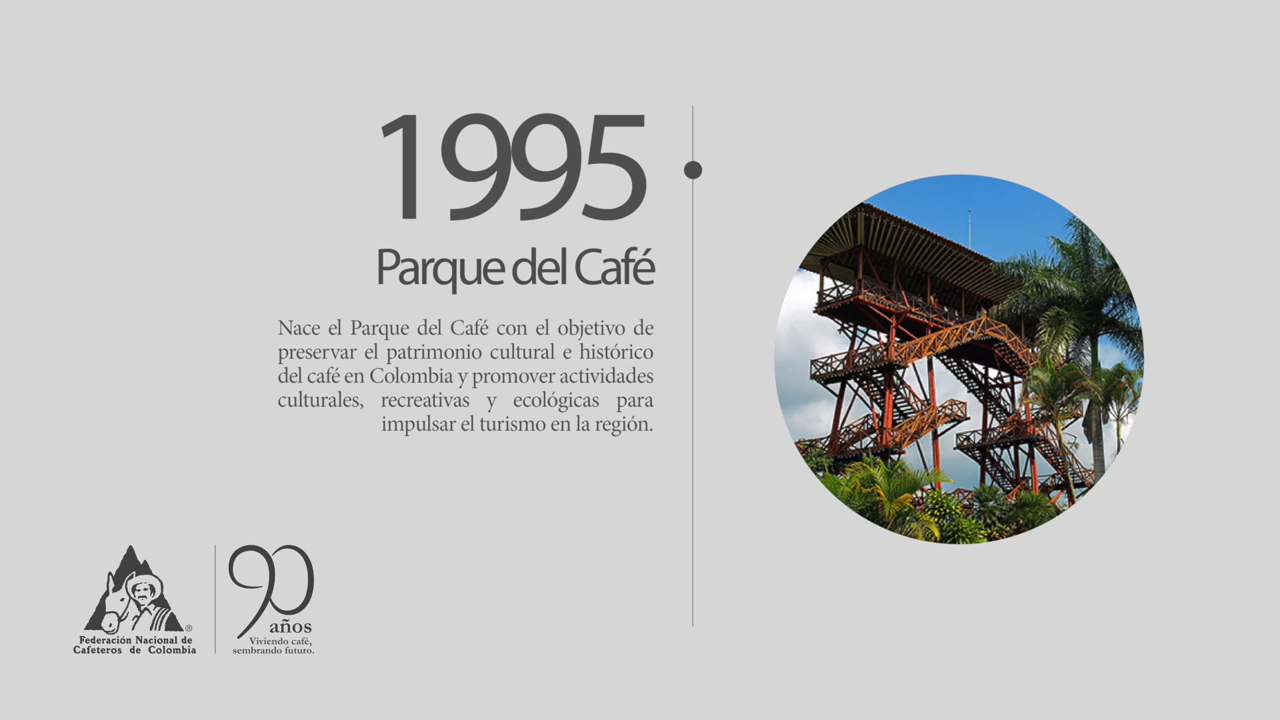 1995
Parque del Café
Nace el Parque del Café con el objetivo de
preservar el patrimonio cultural e histórico
del café en Colombia y promover actividades
culturales, recreativas y ecológicas para
impulsar el turismo en la región.
®
Federación Nacional de
Cafeteros de Colombia
90
años
Viviendo café,
sembrando futuro.